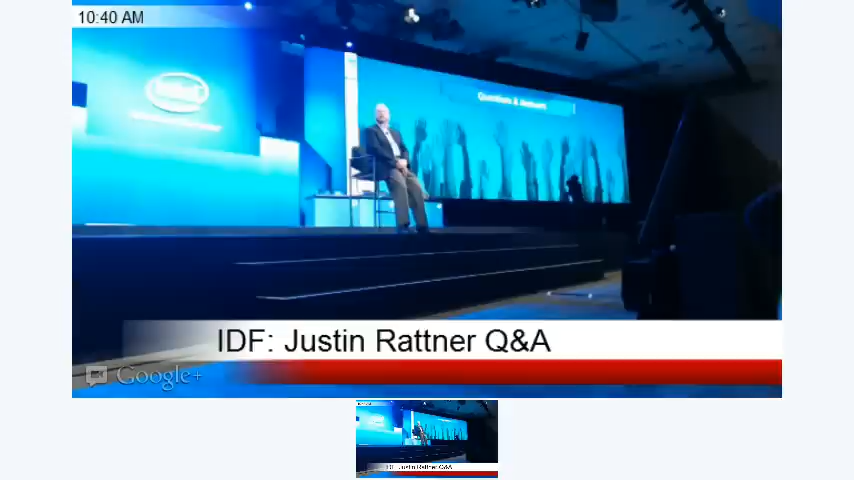 10:40 AM
intel
Questions & Answers
IDF: Justin Rattner Q&A
Google+
IDF: Justin Rattner Q&A